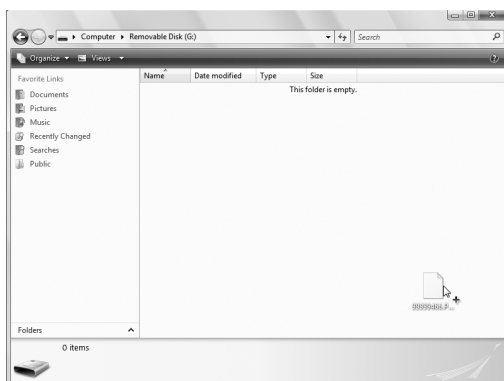 Computer Removable Disk (G:) Search
Organize Views
Favorite Links
Documents
Pictures
Music
Recently Changed
Searches
Public
Name Date modified Type Size
This folder is empty.
Folders
0 items